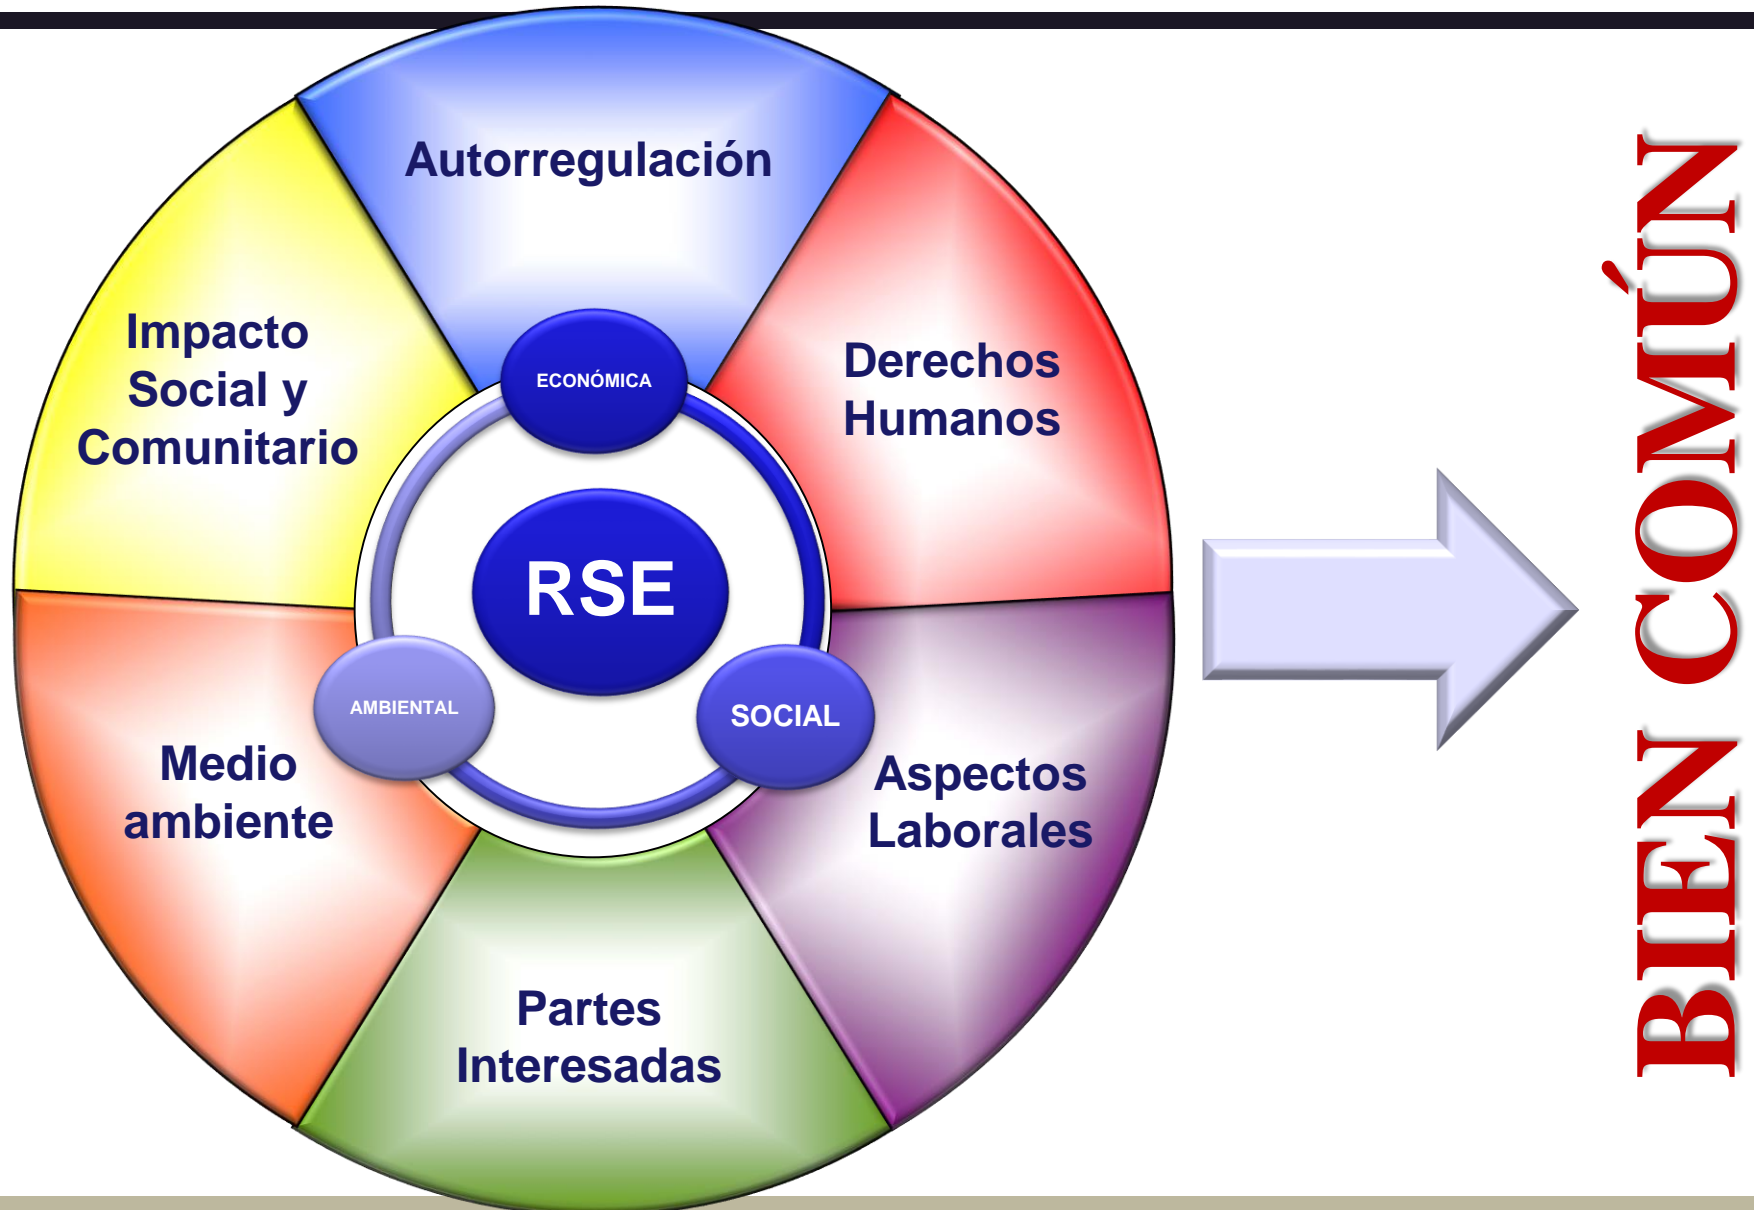 Autorregulación
Derechos
Humanos
Aspectos
Laborales
Partes
Interesadas
Medio
ambiente
Impacto
Social y
Comunitario
ECONÓMICA
SOCIAL
AMBIENTAL
RSE
BIEN COMÚN